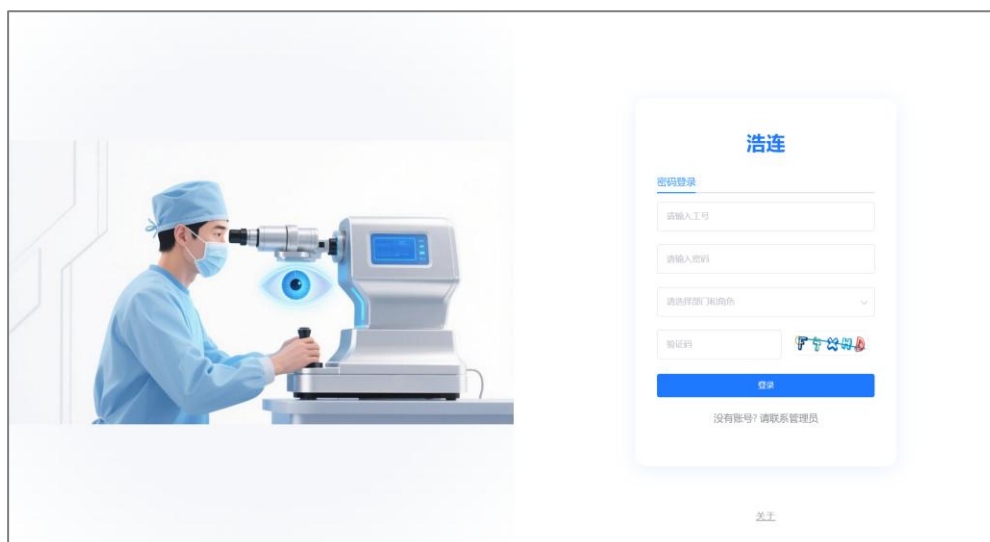 浩连
密码登录
请输入工号
请输入密码
请选择部门和角色
验证码
登录
没有账号? 请联系管理员
关于